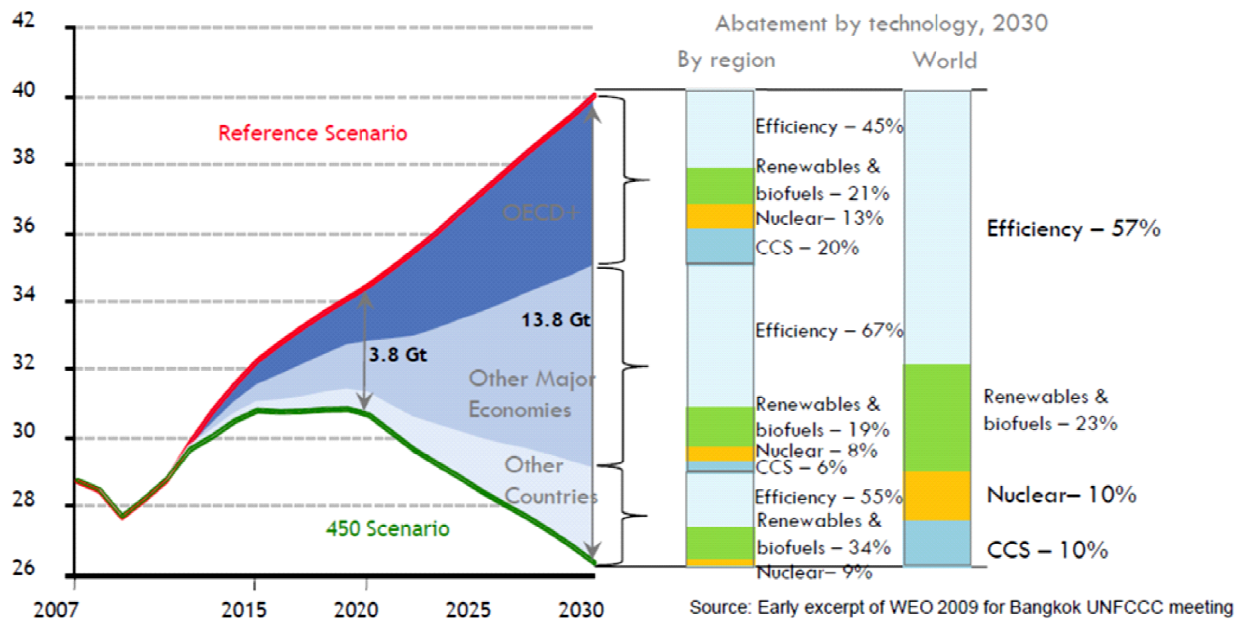 Abatement by technology, 2030
By region
World
42
40
38
36
34
32
30
28
26
2007
2015
2020
2025
2030
Reference Scenario
OECD+
13.8 Gt
3.8 Gt
Other Major
Economies
Other
Countries
450 Scenario
Efficiency – 45%
Renewables &
biofuels – 21%
Nuclear– 13%
CCS – 20%
Efficiency – 67%
Renewables &
biofuels – 19%
Nuclear – 8%
CCS – 6%
Efficiency – 55%
Renewables &
biofuels – 34%
Nuclear– 9%
Efficiency – 57%
Renewables &
biofuels – 23%
Nuclear– 10%
CCS – 10%
Source: Early excerpt of WEO 2009 for Bangkok UNFCCC meeting